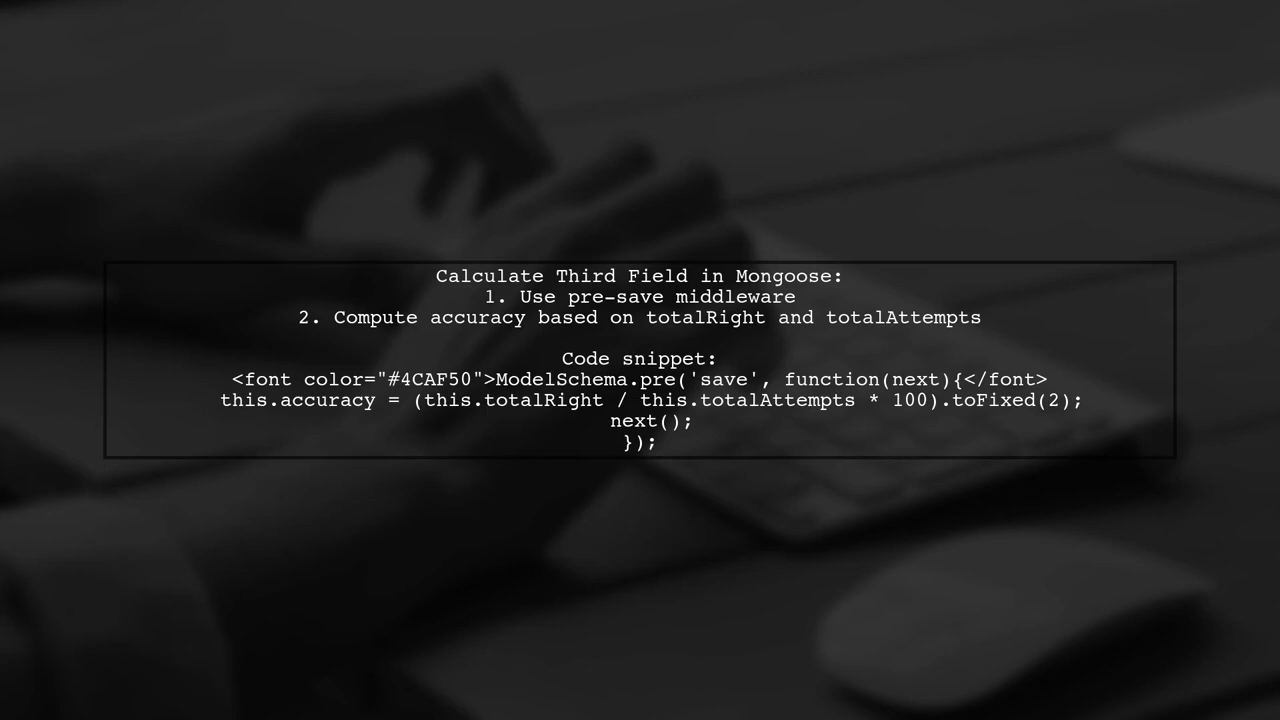 Calculate Third Field in Mongoose:
1. Use pre-save middleware
2. Compute accuracy based on totalRight and totalAttempts
Code snippet:
<font color="#4CAF50">ModelSchema.pre('save', function(next){</font>
this.accuracy = (this.totalRight / this.totalAttempts * 100).toFixed(2);
next();
});